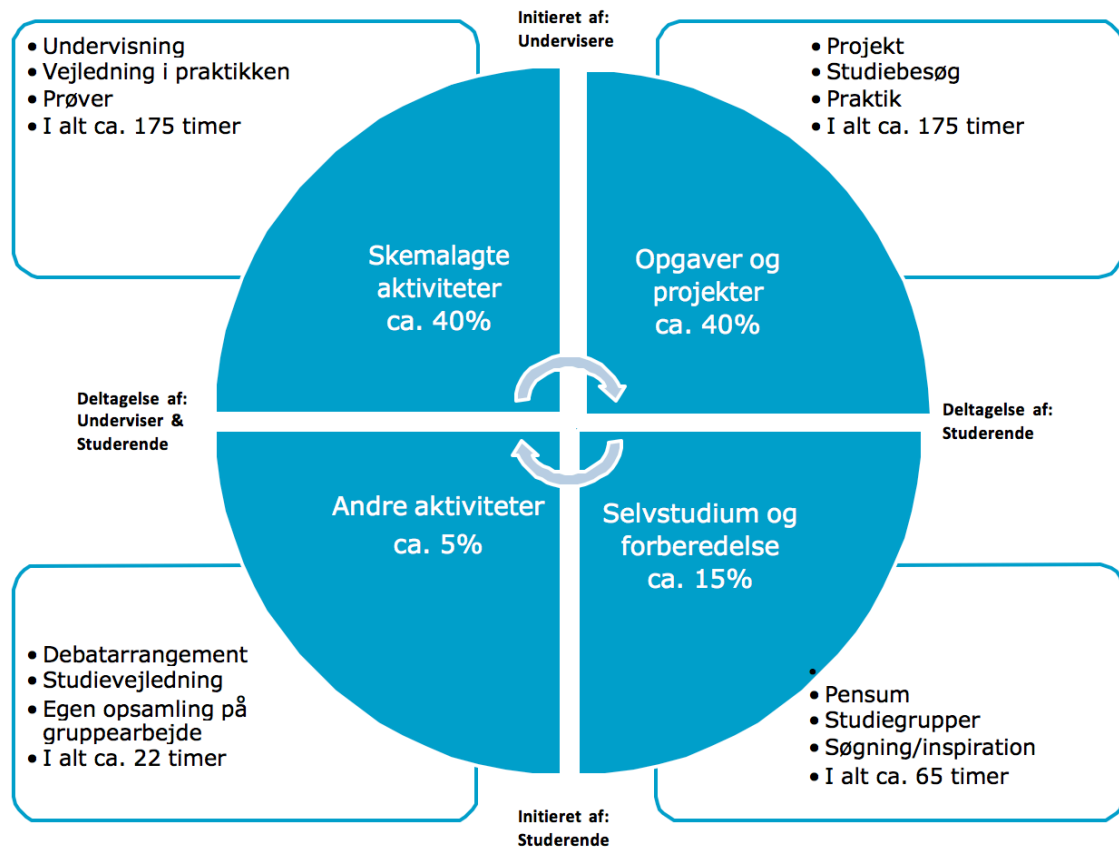 Initieret af:
Undervisere
• Undervisning
• Vejledning i praktikken
• Prøver
• I alt ca. 175 timer
• Projekt
• Studiebesøg
• Praktik
• I alt ca. 175 timer
Skemalagte
aktiviteter
ca. 40%
Opgaver og
projekter
ca. 40%
Deltagelse af:
Underviser &
Studerende
Deltagelse af:
Studerende
Andre aktiviteter
ca. 5%
Selvstudium og
forberedelse
ca. 15%
• Debatarrangement
• Studievejledning
• Egen opsamling på
gruppearbejde
• I alt ca. 22 timer
•
• Pensum
• Studiegrupper
• Søgning/inspiration
• I alt ca. 65 timer
Initieret af:
Studerende